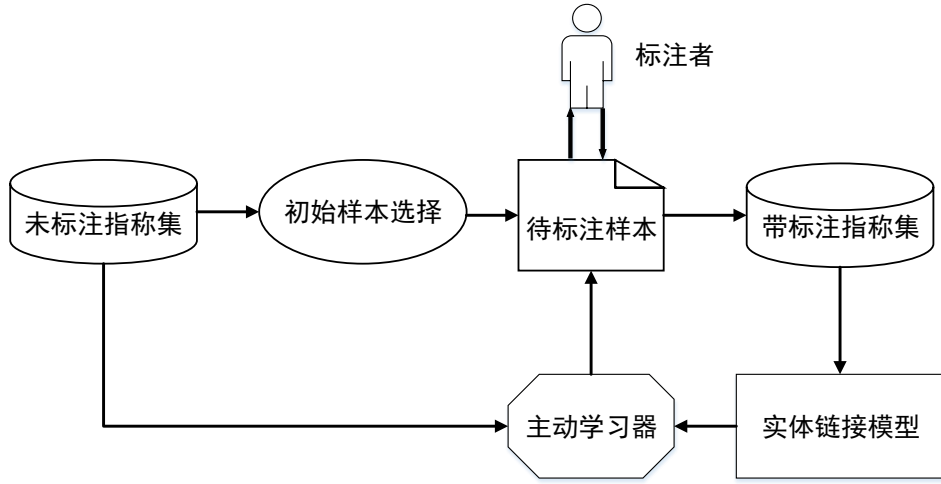 标注者
未标注指称集
初始样本选择
待标注样本
带标注指称集
主动学习器
实体链接模型